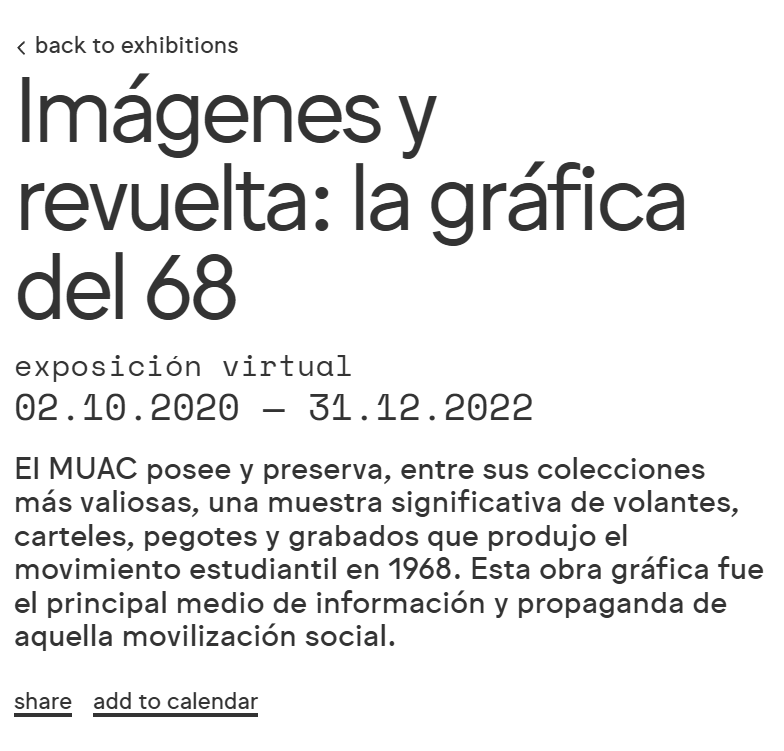 ‹ back to exhibitions
Imágenes y
revuelta: la gráfica
del 68
exposición virtual
02.10.2020 — 31.12.2022
El MUAC posee y preserva, entre sus colecciones
más valiosas, una muestra significativa de volantes,
carteles, pegotes y grabados que produjo el
movimiento estudiantil en 1968. Esta obra gráfica fue
el principal medio de información y propaganda de
aquella movilización social.
share add to calendar